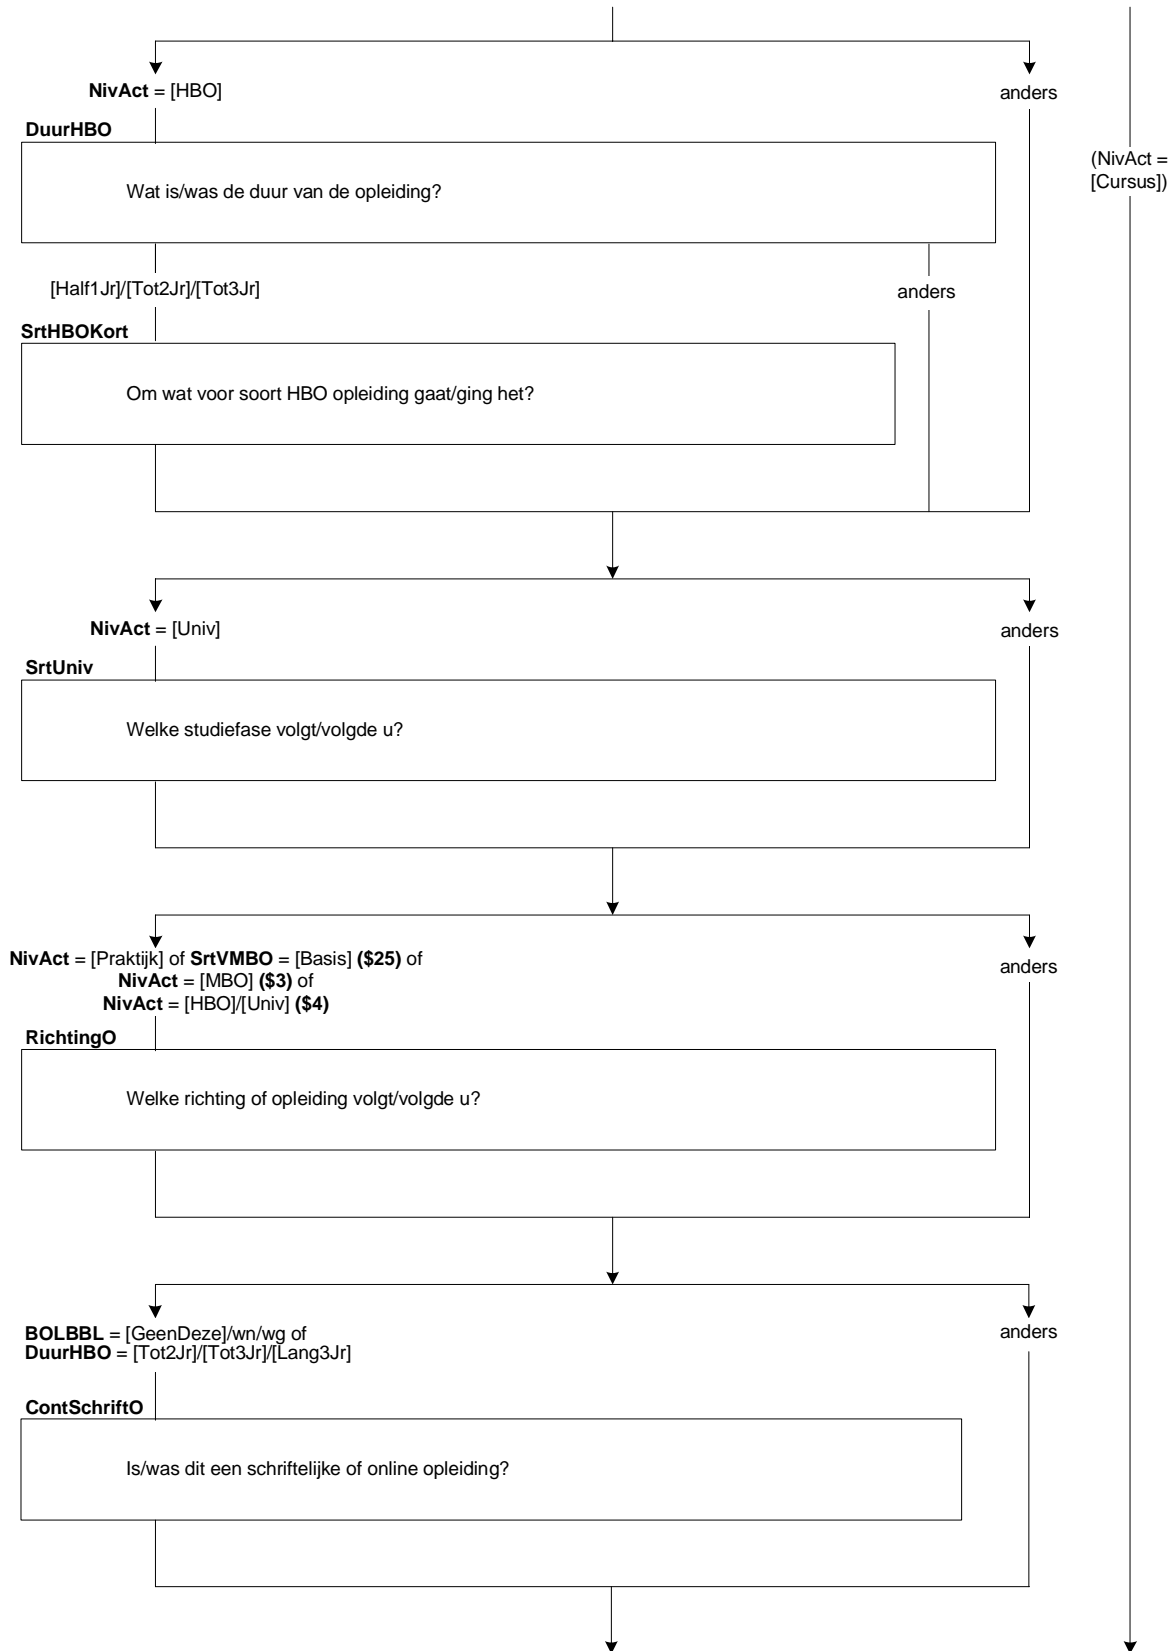 NivAct = [HBO]
anders
DuurHBO
(NivAct =
[Cursus])
Wat is/was de duur van de opleiding?
[Half1Jr]/[Tot2Jr]/[Tot3Jr]
anders
SrtHBOKort
Om wat voor soort HBO opleiding gaat/ging het?
NivAct = [Univ]
anders
SrtUniv
Welke studiefase volgt/volgde u?
NivAct = [Praktijk] of SrtVMBO = [Basis] ($25) of
NivAct = [MBO] ($3) of
NivAct = [HBO]/[Univ] ($4)
anders
RichtingO
Welke richting of opleiding volgt/volgde u?
BOLBBL = [GeenDeze]/wn/wg of
DuurHBO = [Tot2Jr]/[Tot3Jr]/[Lang3Jr]
anders
ContSchriftO
Is/was dit een schriftelijke of online opleiding?